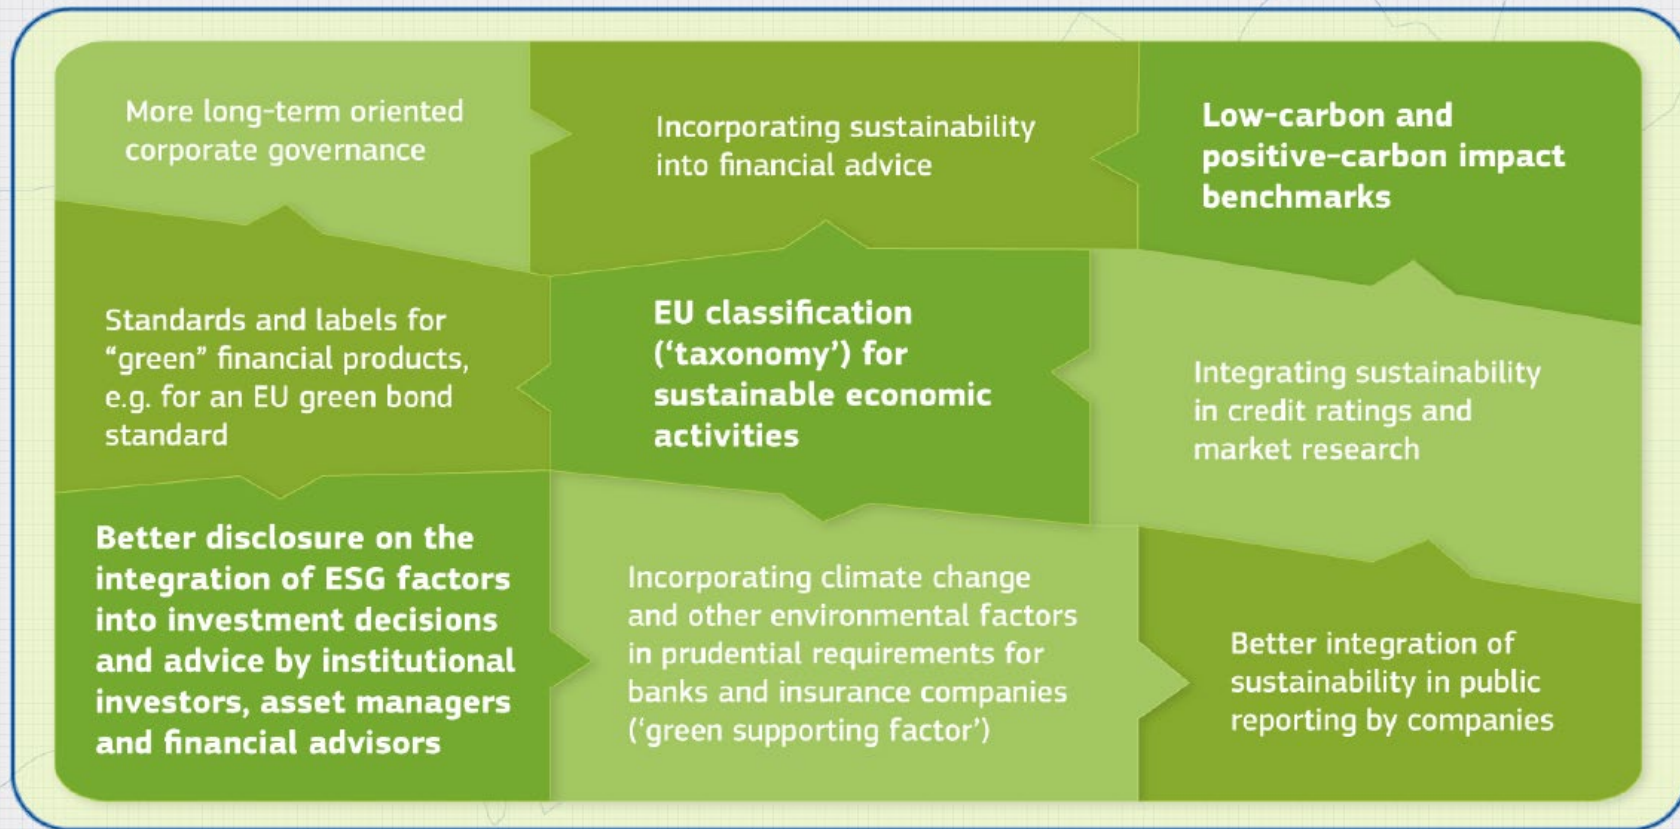 More long-term oriented
corporate governance
Incorporating sustainability
into financial advice
Low-carbon and
positive-carbon impact
benchmarks
Standards and labels for
“green” financial products,
e.g. for an EU green bond
standard
EU classification
(‘taxonomy’) for
sustainable economic
activities
Integrating sustainability
in credit ratings and
market research
Better disclosure on the
integration of ESG factors
into investment decisions
and advice by institutional
investors, asset managers
and financial advisors
Incorporating climate change
and other environmental factors
in prudential requirements for
banks and insurance companies
(‘green supporting factor’)
Better integration of
sustainability in public
reporting by companies